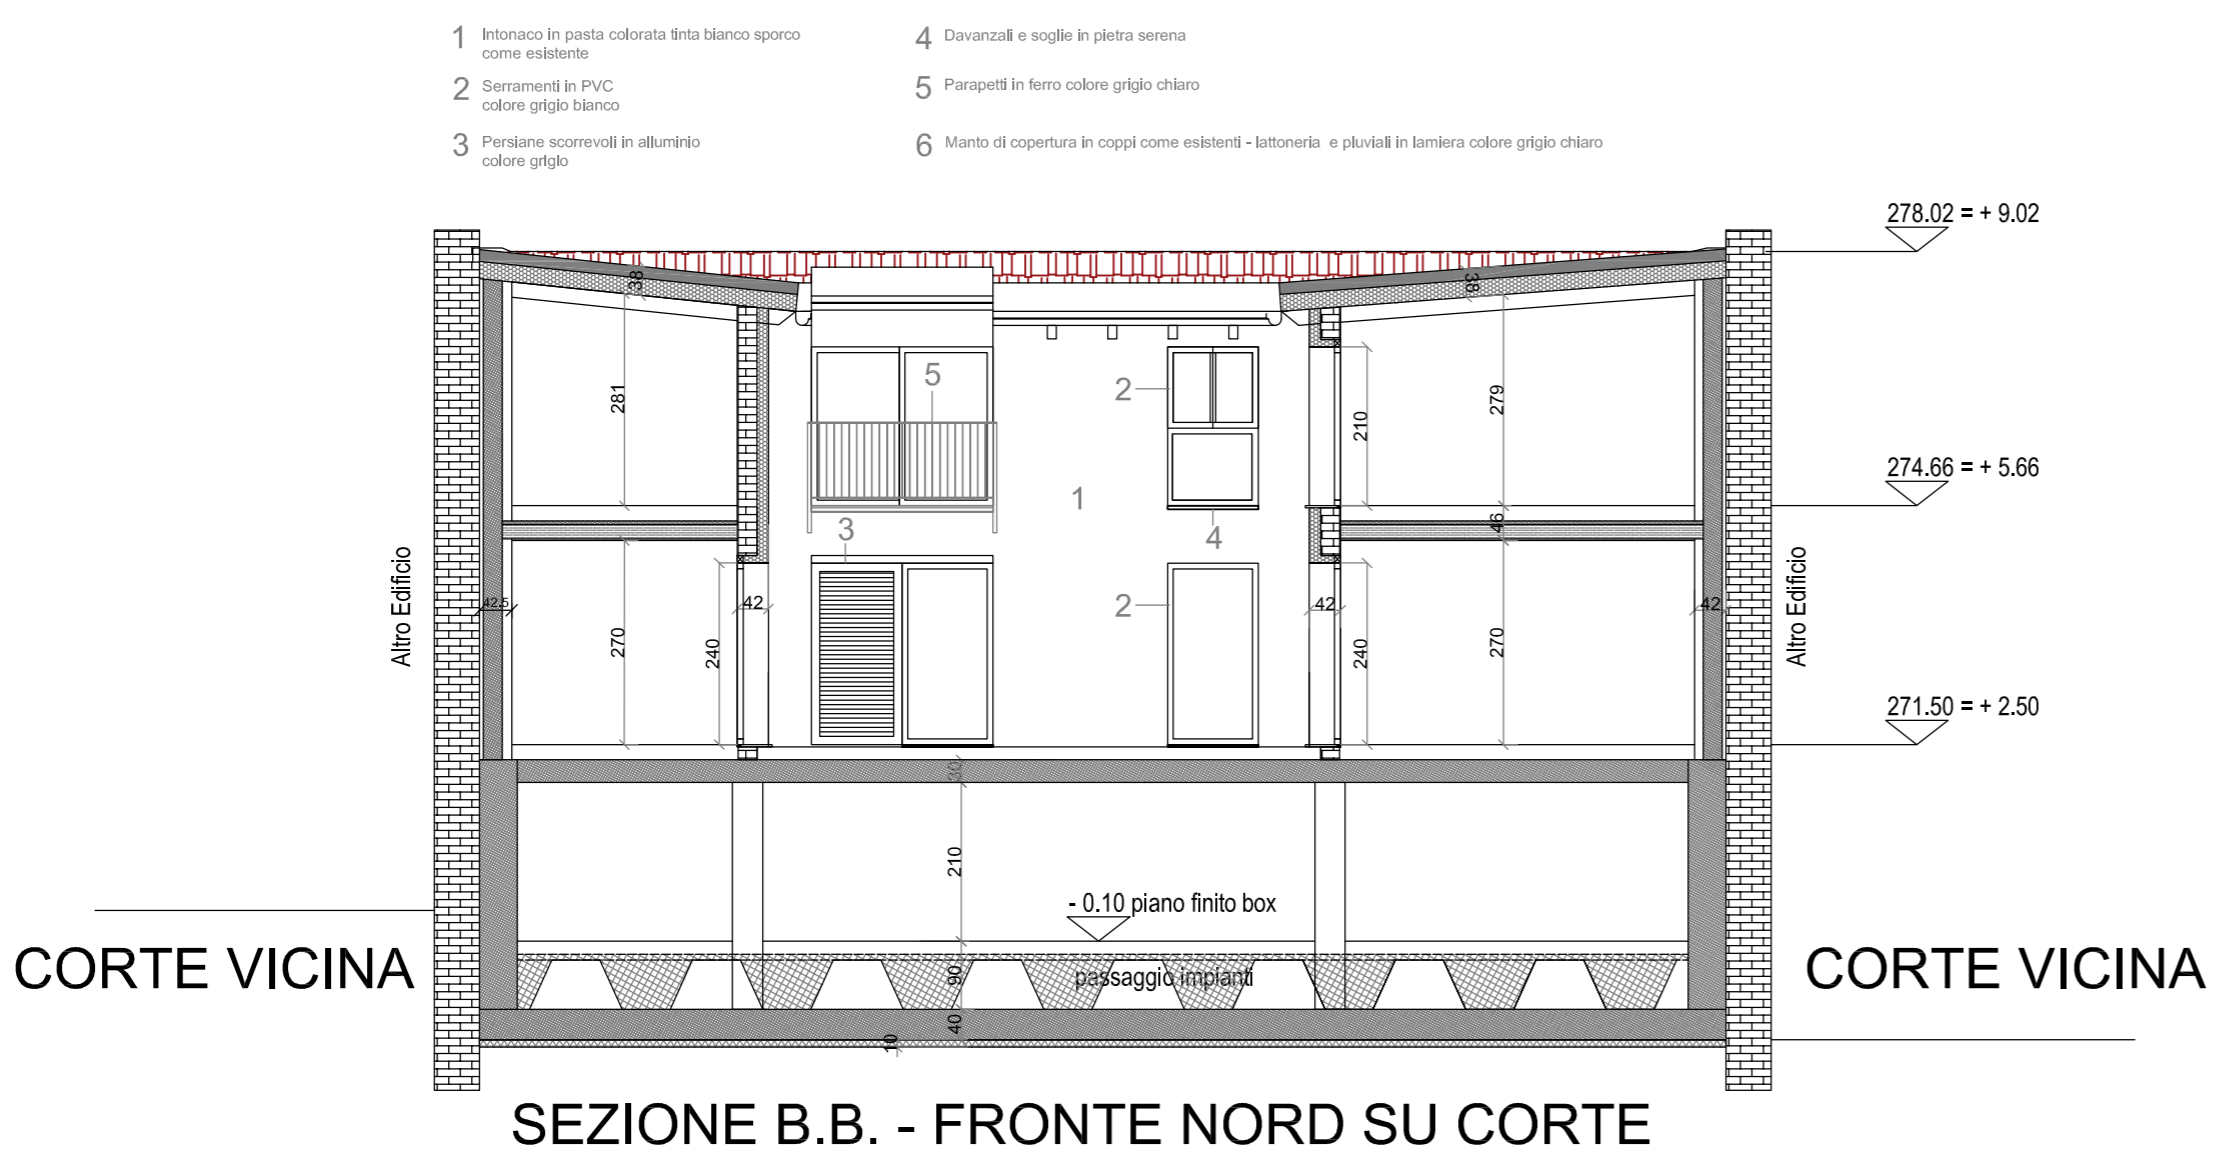 1 Intonaco in pasta colorata tinta bianco sporco
come esistente
2 Serramenti in PVC
colore grigio bianco
3 Persiane scorrevoli in alluminio
colore grigio
4 Davanzali e soglie in pietra serena
5 Parapetti in ferro colore grigio chiaro
6 Manto di copertura in coppi come esistenti - lattoneria e pluviali in lamiera colore grigio chiaro
278.02 = + 9.02
38
38
281
5
2
210
279
1
274.66 = + 5.66
3
4
46
Altro Edificio
42.5
270
240
42
2
42
240
270
42
Altro Edificio
271.50 = + 2.50
30
210
- 0.10 piano finito box
CORTE VICINA
90
passaggio impianti
CORTE VICINA
40
10
SEZIONE B.B. - FRONTE NORD SU CORTE